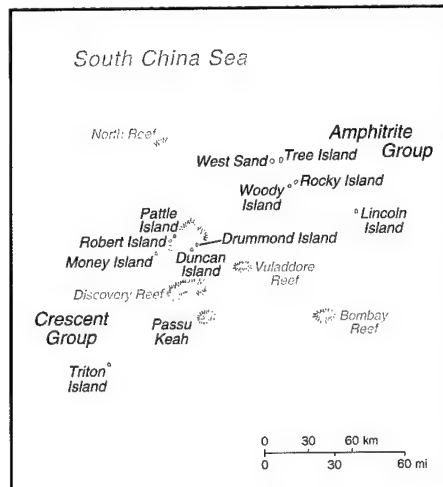 South China Sea
North Reef
Amphitrite
Group
West Sand
Tree Island
Rocky Island
Woody
Island
Lincoln
Island
Pattle
Island
Robert Island
Drummond Island
Money Island
Duncan
Island
Vuladdore
Reef
Discovery Reef
Crescent
Group
Passu
Keah
Bombay
Reef
Triton
Island
0 30 60 km
0 30 60 mi